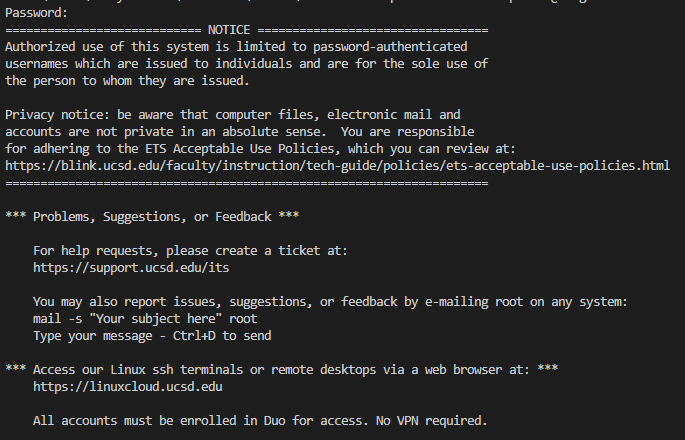 Password:
============================ NOTICE =================================
Authorized use of this system is limited to password-authenticated
usernames which are issued to individuals and are for the sole use of
the person to whom they are issued.
Privacy notice: be aware that computer files, electronic mail and
accounts are not private in an absolute sense.  You are responsible
for adhering to the ETS Acceptable Use Policies, which you can review at:
https://blink.ucsd.edu/faculty/instruction/tech-guide/policies/ets-acceptable-use-policies.html
=====================================================================
*** Problems, Suggestions, or Feedback ***
    For help requests, please create a ticket at:
    https://support.ucsd.edu/its
    You may also report issues, suggestions, or feedback by e-mailing root on any system:
    mail -s "Your subject here" root
    Type your message - Ctrl+D to send
*** Access our Linux ssh terminals or remote desktops via a web browser at: ***
    https://linuxcloud.ucsd.edu
    All accounts must be enrolled in Duo for access. No VPN required.